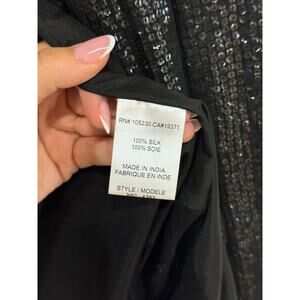 RN# 105230 CA#19371
100% SILK
100% SOIE
MADE IN INDIA
FABRIQUE EN INDE
STYLE / MODELE